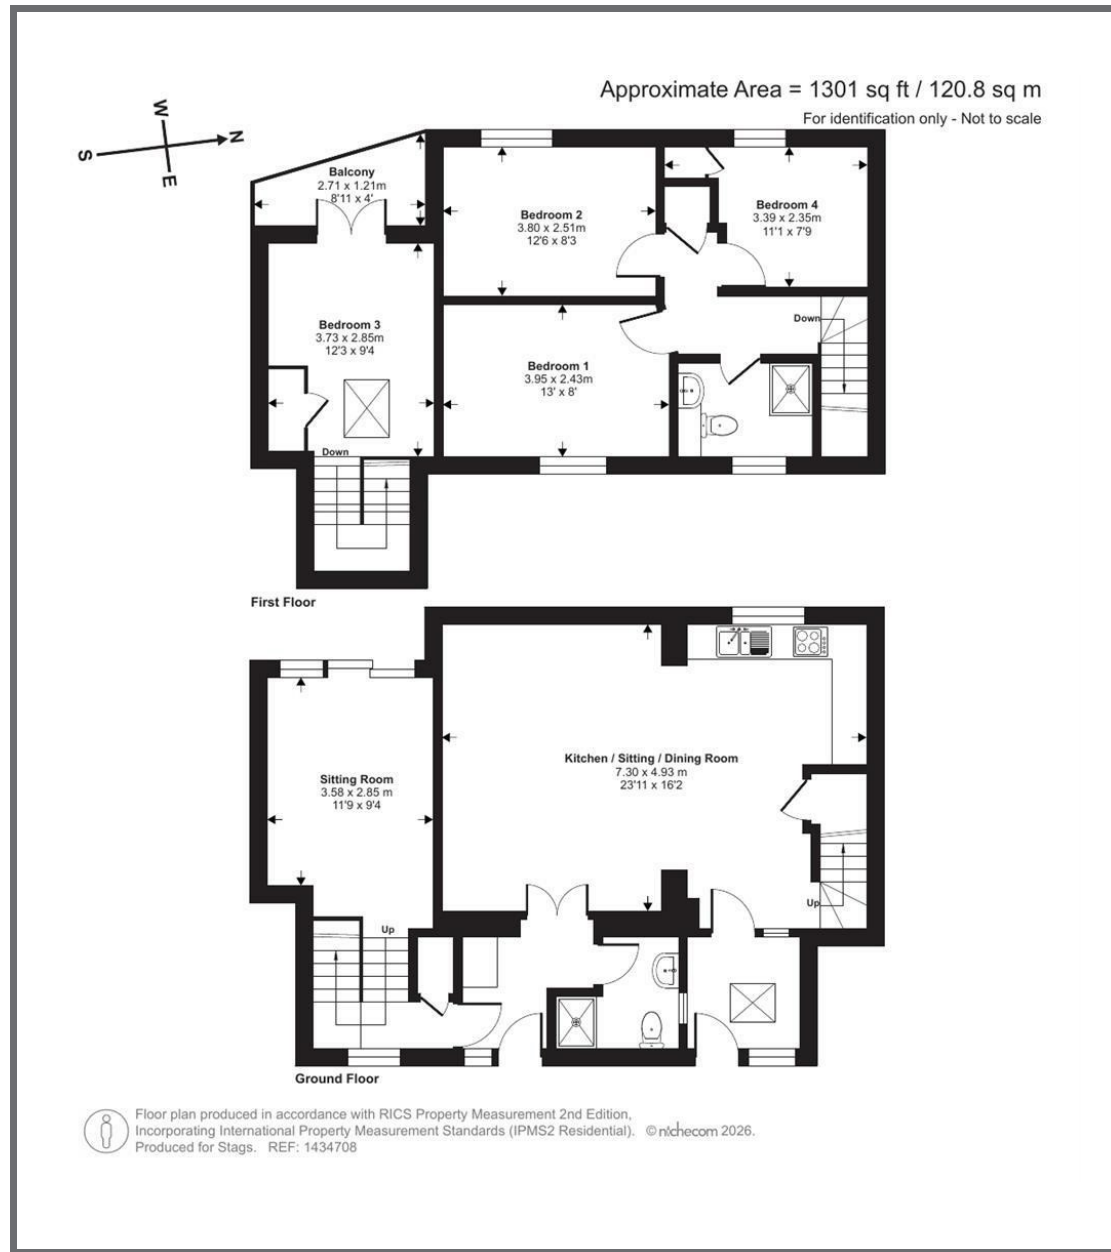 Approximate Area = 1301 sq ft / 120.8 sq m
For identification only - Not to scale
W
N
S
E
Balcony
2.71 x 1.21m
8'11 x 4'
Bedroom 2
3.80 x 2.51m
12'6 x 8'3
Bedroom 4
3.39 x 2.35m
11'1 x 7'9
Bedroom 3
3.73 x 2.85m
12'3 x 9'4
Down
Bedroom 1
3.95 x 2.43m
13' x 8'
Down
First Floor
Kitchen / Sitting / Dining Room
7.30 x 4.93 m
23'11 x 16'2
Sitting Room
3.58 x 2.85 m
11'9 x 9'4
Up
Up
Ground Floor
Floor plan produced in accordance with RICS Property Measurement 2nd Edition,
Incorporating International Property Measurement Standards (IPMS2 Residential). © nichecom 2026.
Produced for Stags. REF: 1434708